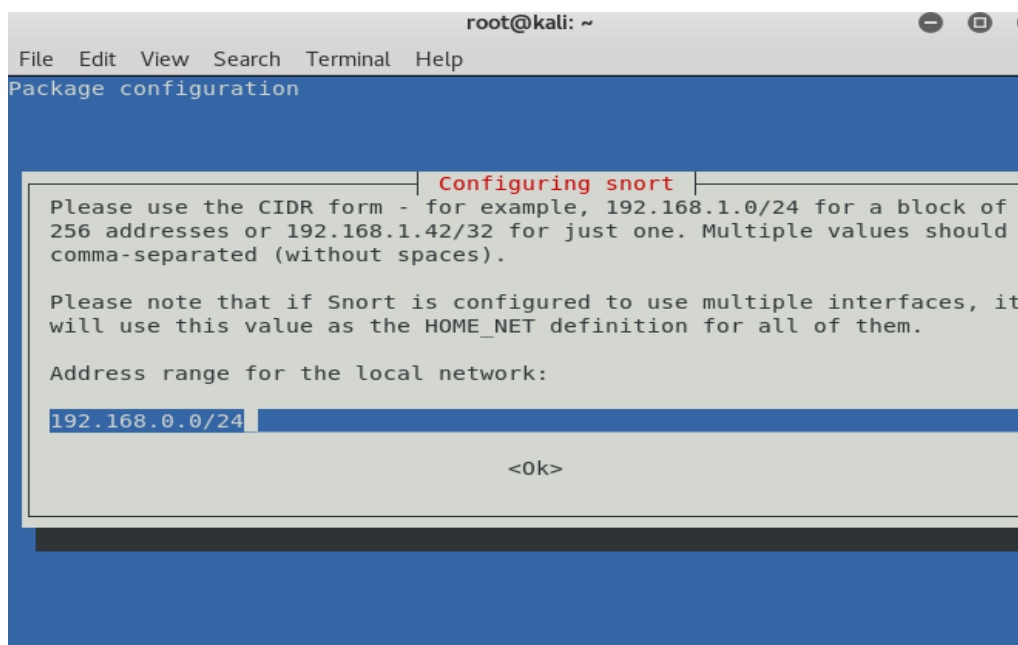 root@kali: ~
File Edit View Search Terminal Help
Package configuration
Configuring snort
Please use the CIDR form - for example, 192.168.1.0/24 for a block of
256 addresses or 192.168.1.42/32 for just one. Multiple values should
comma-separated (without spaces).
Please note that if Snort is configured to use multiple interfaces, it
will use this value as the HOME_NET definition for all of them.
Address range for the local network:
192.168.0.0/24
<Ok>